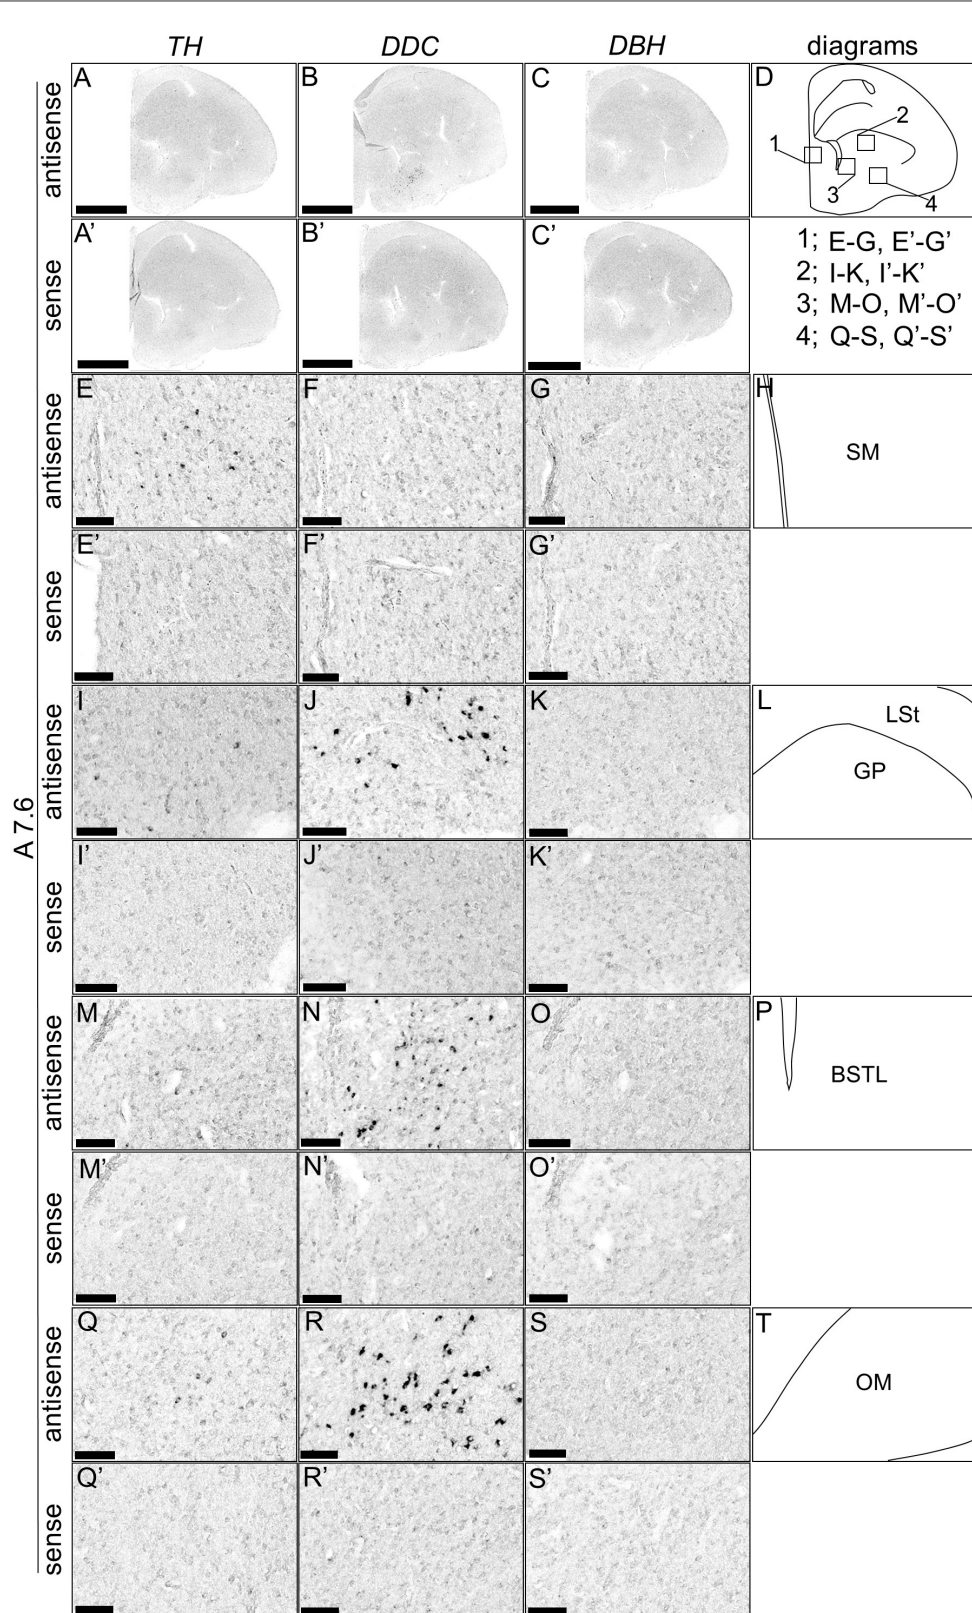 TH DDC DBH diagrams
antisense A B C D 1 2 3 4
sense A’ B’ C’
1; E-G, E’-G’
2; I-K, I’-K’
3; M-O, M’-O’
4; Q-S, Q’-S’
antisense E F G H SM
sense E’ F’ G’
antisense I J K L LSt GP
A 7.6
sense I’ J’ K’
antisense M N O P BSTL
sense M’ N’ O’
antisense Q R S T OM
sense Q’ R’ S’